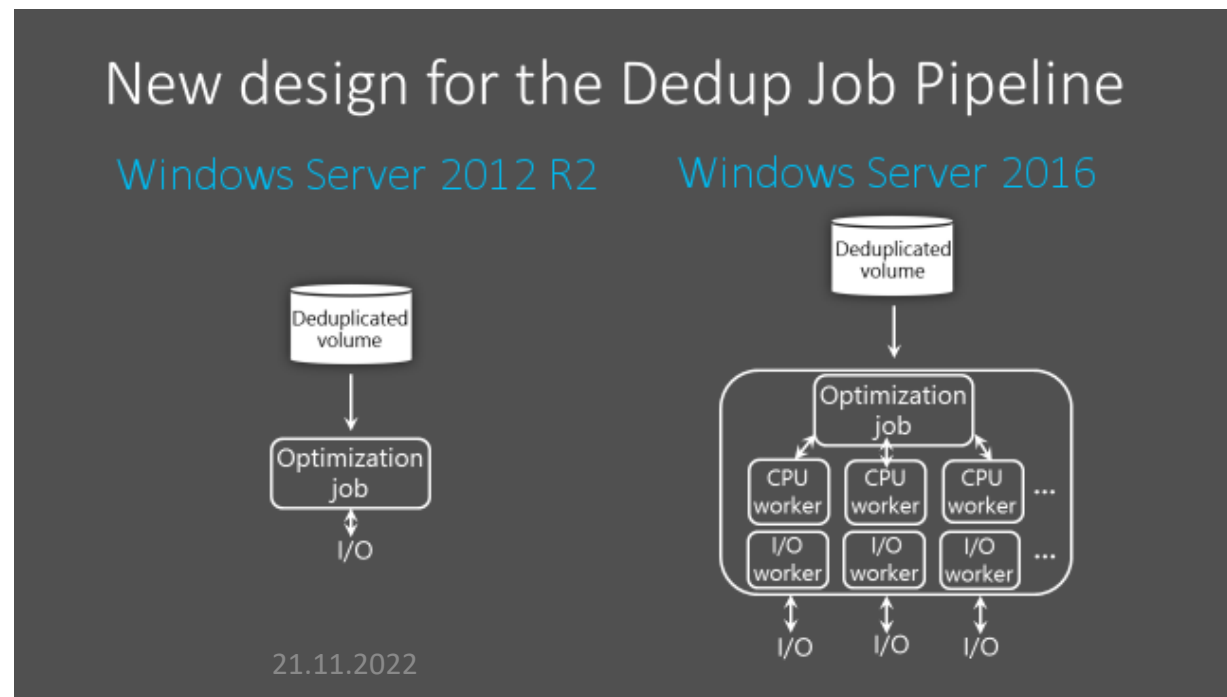 New design for the Dedup Job Pipeline
Windows Server 2012 R2
Deduplicated
volume
Optimization
job
I/O
Windows Server 2016
Deduplicated
volume
Optimization
job
CPU
worker
CPU
worker
CPU
worker
...
I/O
worker
I/O
worker
I/O
worker
...
I/O
I/O
I/O
21.11.2022